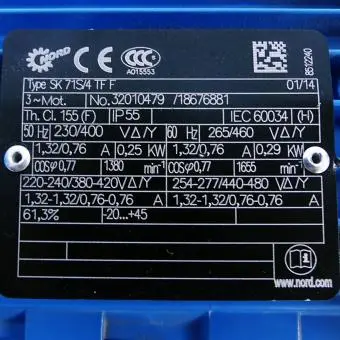 NORD CE CCC
A015553
8512240
Type SK 71S/4 TF F 01/14
3~Mot. No. 32010479 /18676881
Th. Cl. 155 (F) IP55 IEC 60034 (H)
50 Hz 230/400 V Δ/Y 60 Hz 265/460 V Δ/Y
1,32/0,76 A 0,25 KW 1,32/0,76 A 0,29 KW
cosφ 0,77 1380 min⁻¹ cosφ 0,77 1655 min⁻¹
220-240/380-420V Δ/Y 254-277/440-480 V Δ/Y
1,32-1,32/0,76-0,76 A 1,32-1,32/0,76-0,76 A
61,3% -20...+45
www.nord.com